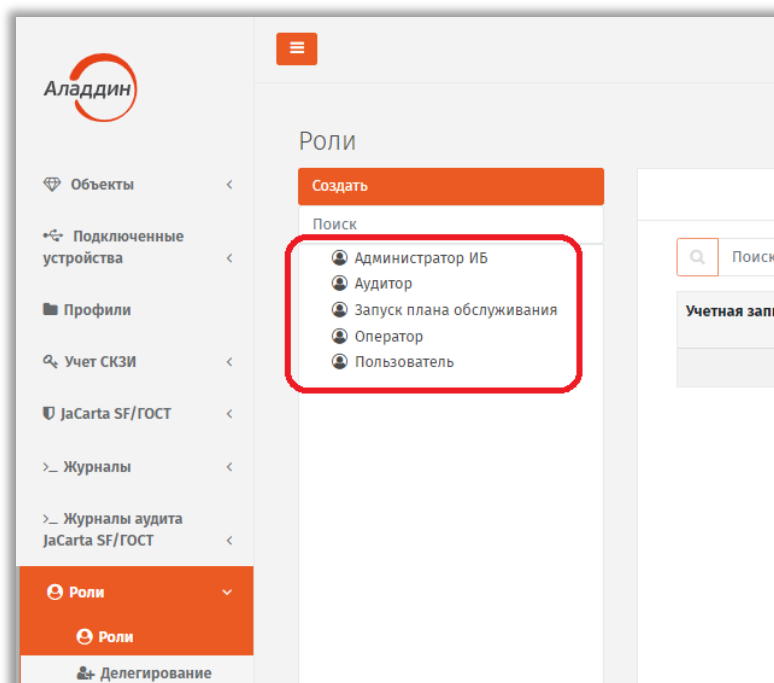 Аладдин
Роли
Объекты
Создать
Поиск
Подключенные
устройства
Администратор ИБ
Аудитор
Запуск плана обслуживания
Оператор
Пользователь
Поиск
Учетная зап
Профили
Учет СКЗИ
JaCarta SF/ГОСТ
Журналы
Журналы аудита
JaCarta SF/ГОСТ
Роли
Роли
Делегирование